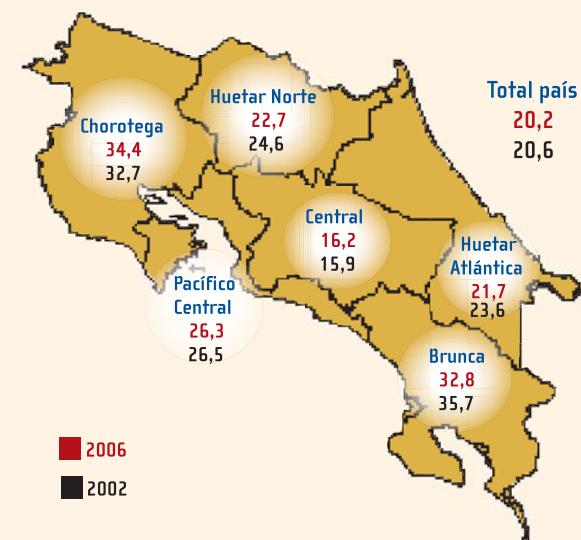 Total país
20,2
20,6
Huetar Norte
22,7
24,6
Chorotega
34,4
32,7
Central
16,2
15,9
Huetar
Atlántica
21,7
23,6
Pacífico
Central
26,3
26,5
Brunca
32,8
35,7
2006
2002